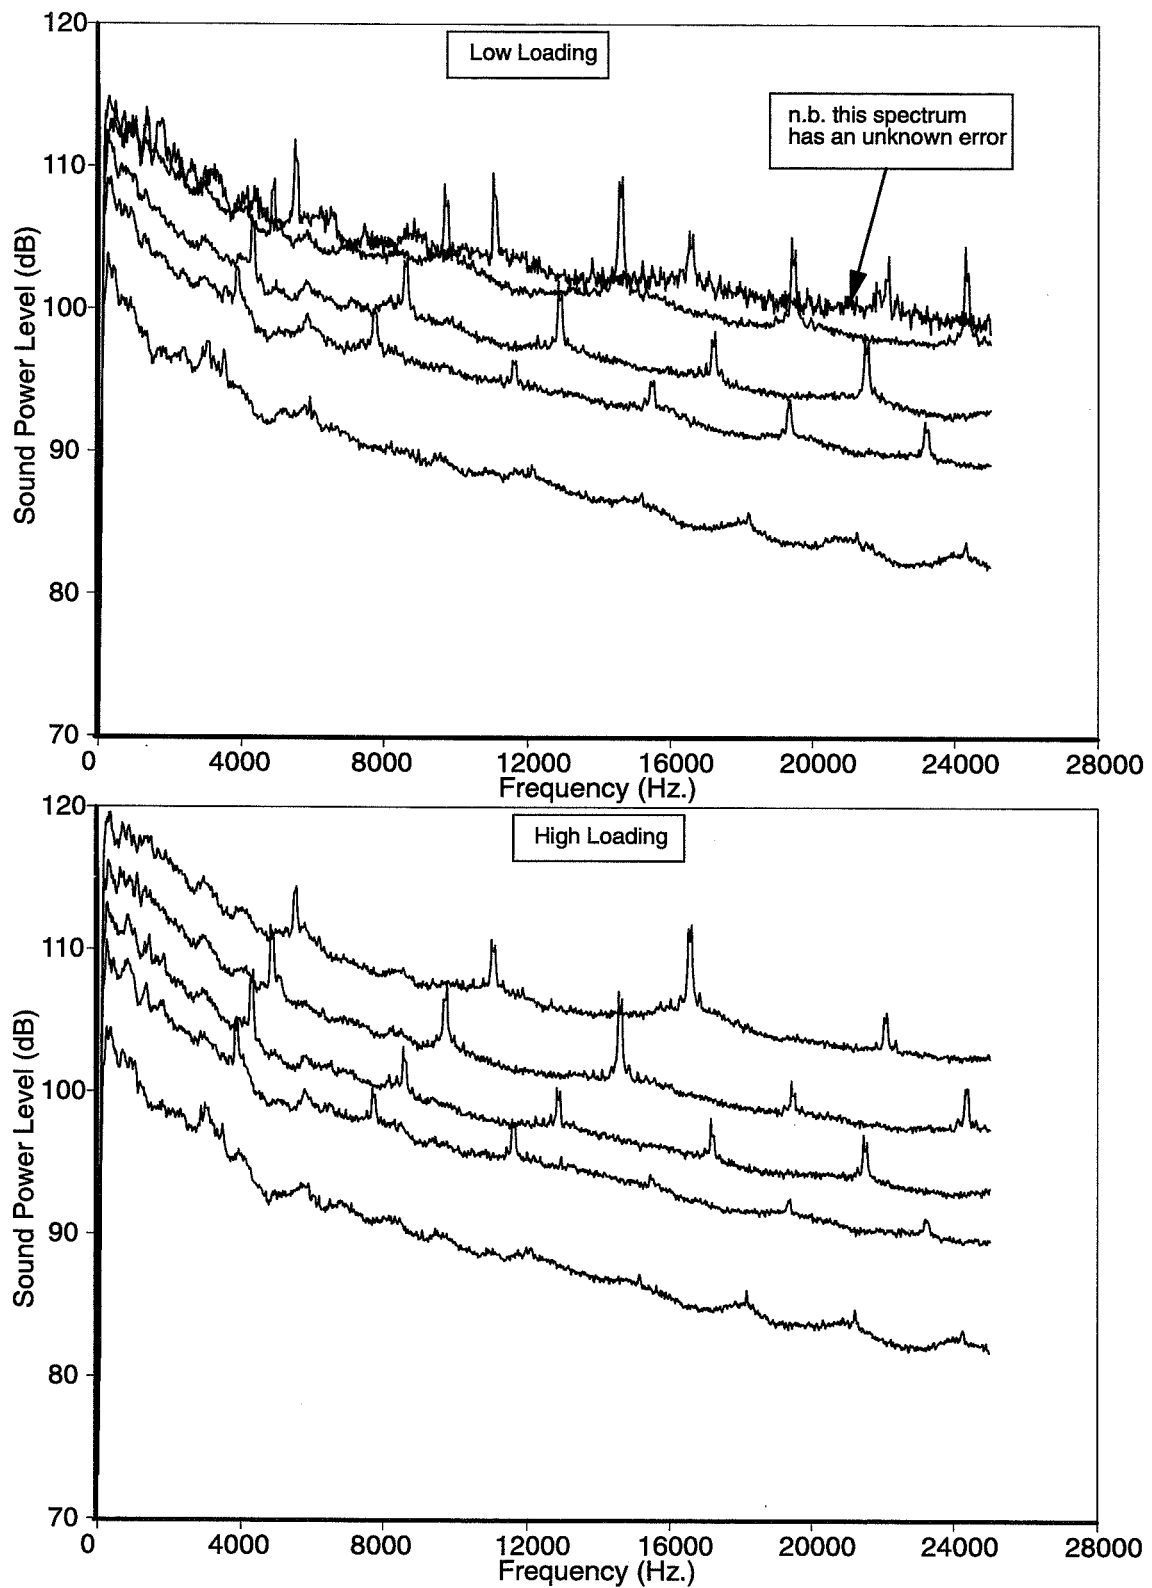 120
Low Loading
n.b. this spectrum
has an unknown error
110
100
90
80
70
Sound Power Level (dB)
0 4000 8000 12000 16000 20000 24000 28000
Frequency (Hz.)
120
High Loading
110
100
90
80
70
Sound Power Level (dB)
0 4000 8000 12000 16000 20000 24000 28000
Frequency (Hz.)